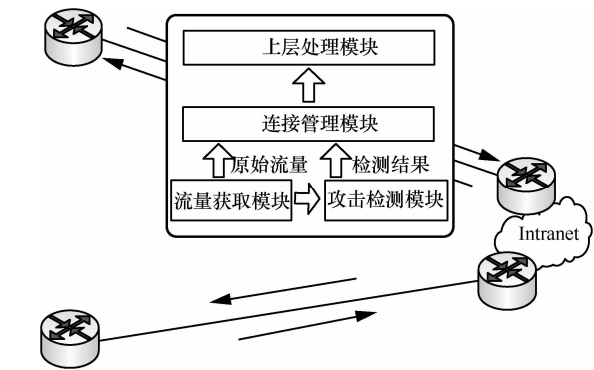 上层处理模块
连接管理模块
原始流量
检测结果
流量获取模块
攻击检测模块
Intranet